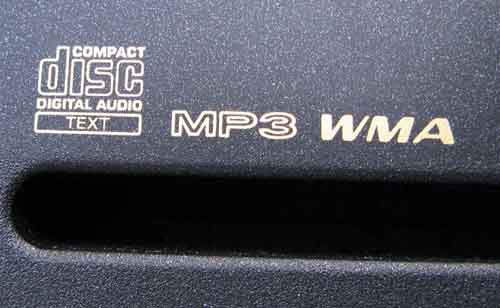 COMPACT
disc
DIGITAL AUDIO
TEXT
MP3 WMA